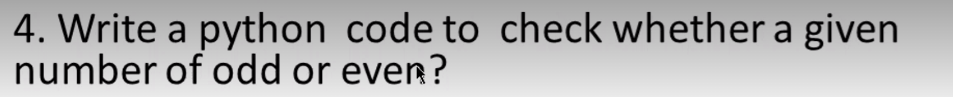 4. Write a python code to check whether a given
number of odd or even?